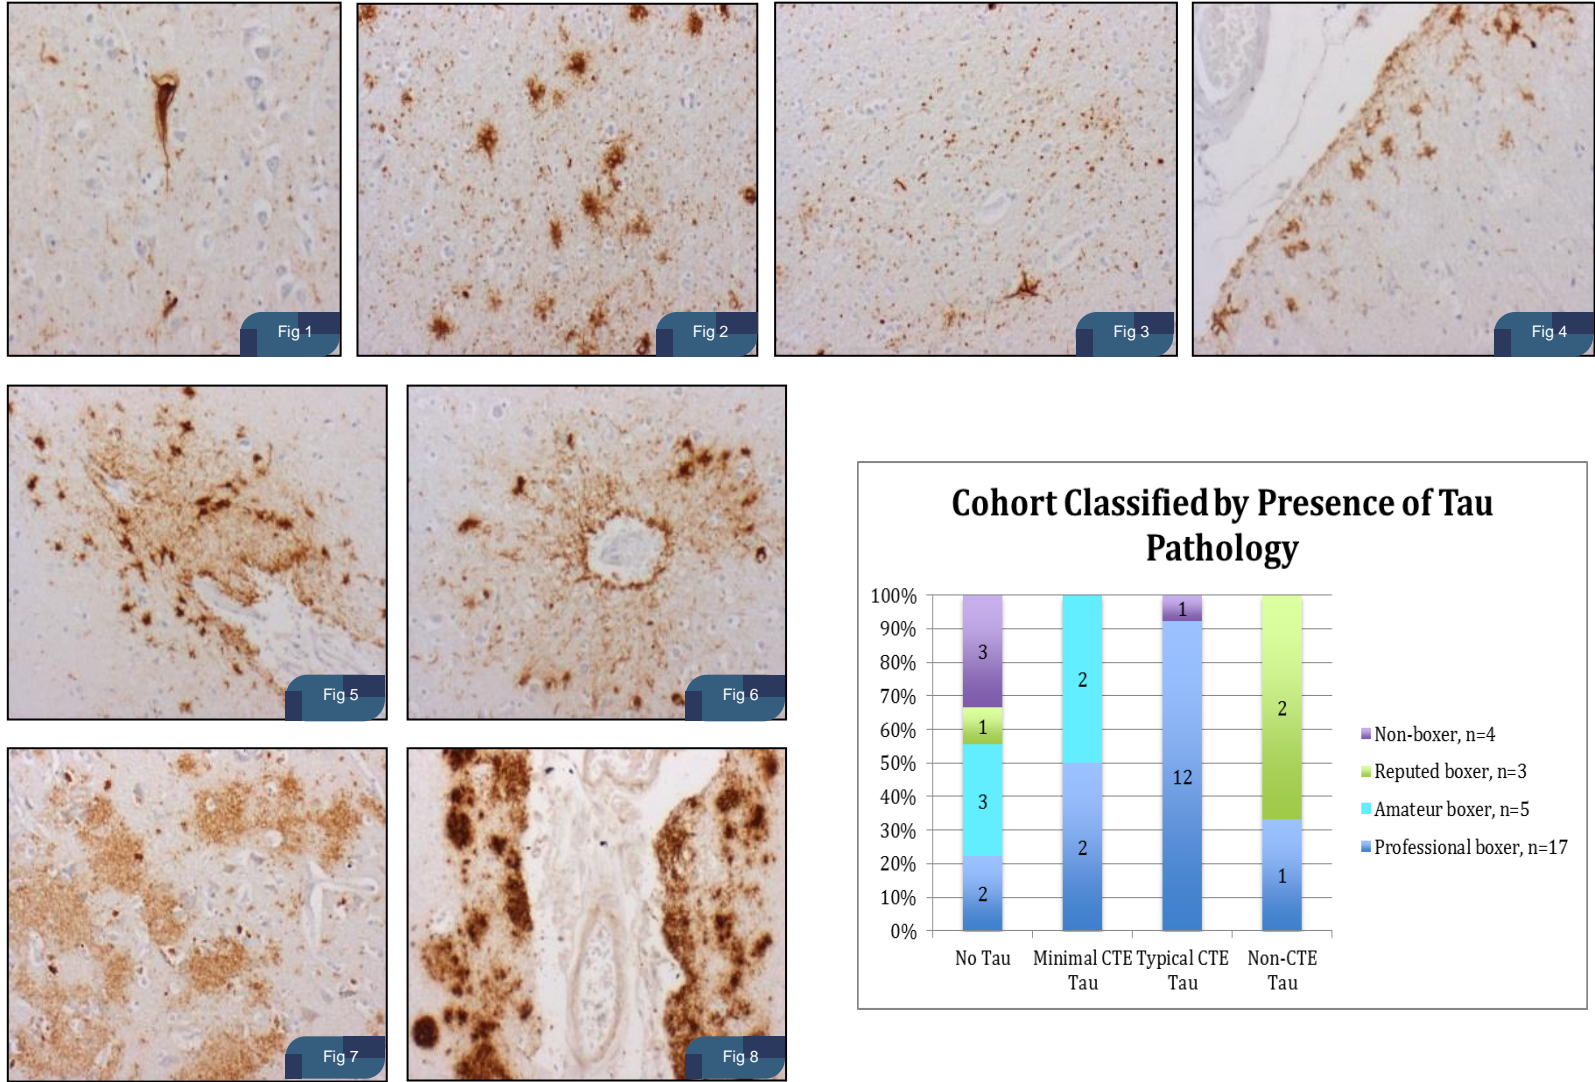 Fig 1
Fig 2
Fig 3
Fig 4
Fig 5
Fig 6
Fig 7
Fig 8
Cohort Classified by Presence of Tau
Pathology
100%
90%
80%
70%
60%
50%
40%
30%
20%
10%
0%
3
1
3
2
2
2
1
12
2
1
No Tau
Minimal CTE
Tau
Typical CTE
Tau
Non-CTE
Tau
Non-boxer, n=4
Reputed boxer, n=3
Amateur boxer, n=5
Professional boxer, n=17